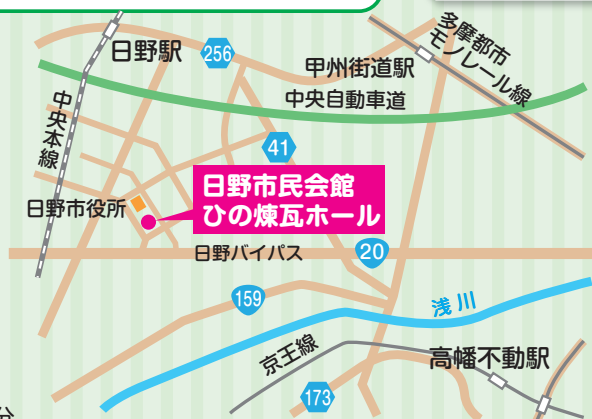 多摩都市
モノレール線
日野駅
256
甲州街道駅
中央自動車道
中央本線
41
日野市民会館
ひの煉瓦ホール
日野市役所
日野バイパス
20
159
浅川
京王線
高幡不動駅
173